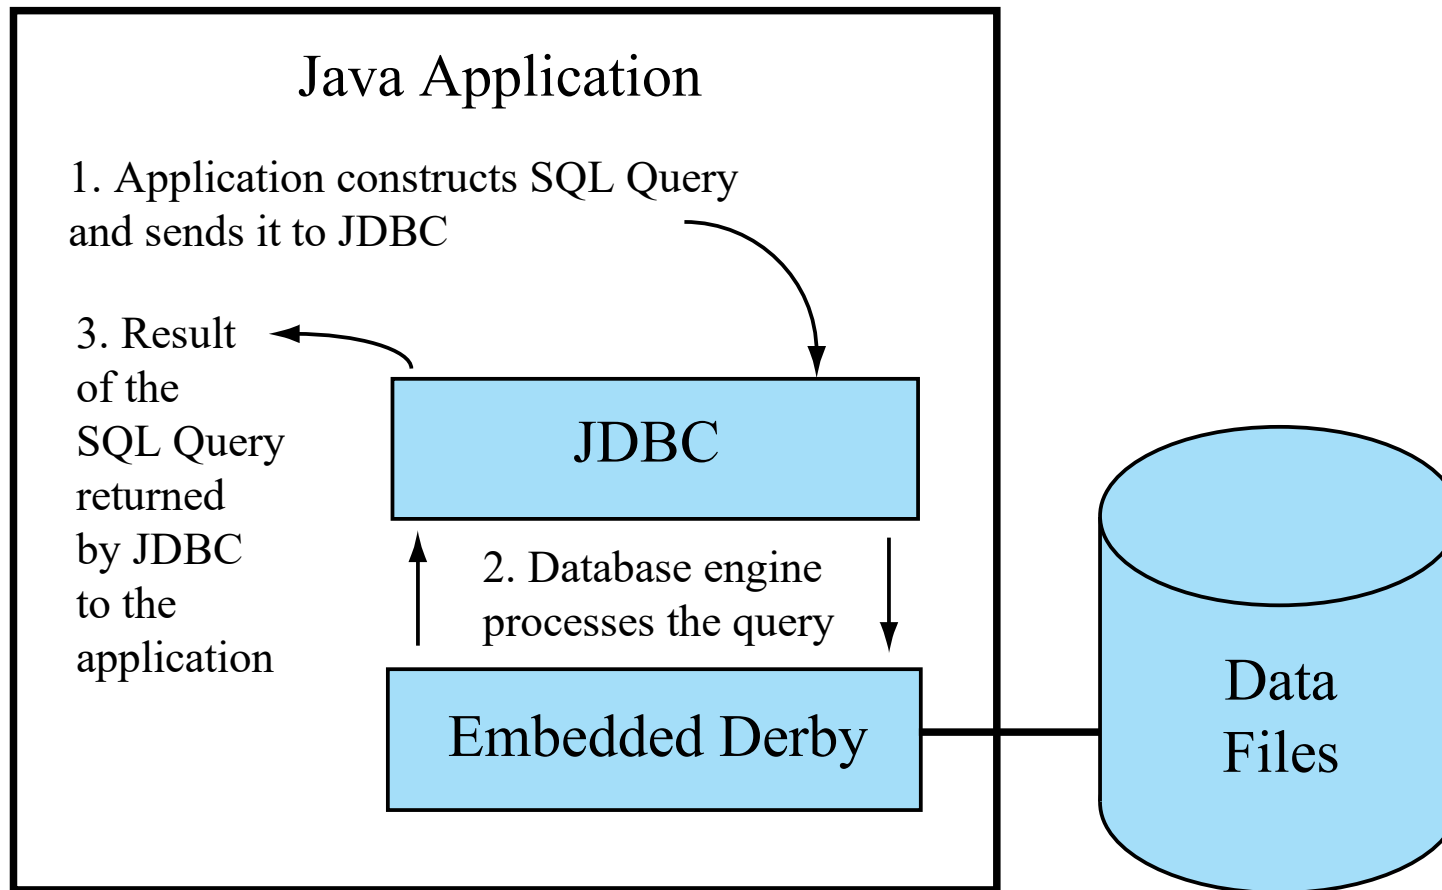 Java Application
1. Application constructs SQL Query
and sends it to JDBC
3. Result
of the
SQL Query
returned
by JDBC
to the
application
JDBC
2. Database engine
processes the query
Embedded Derby
Data
Files